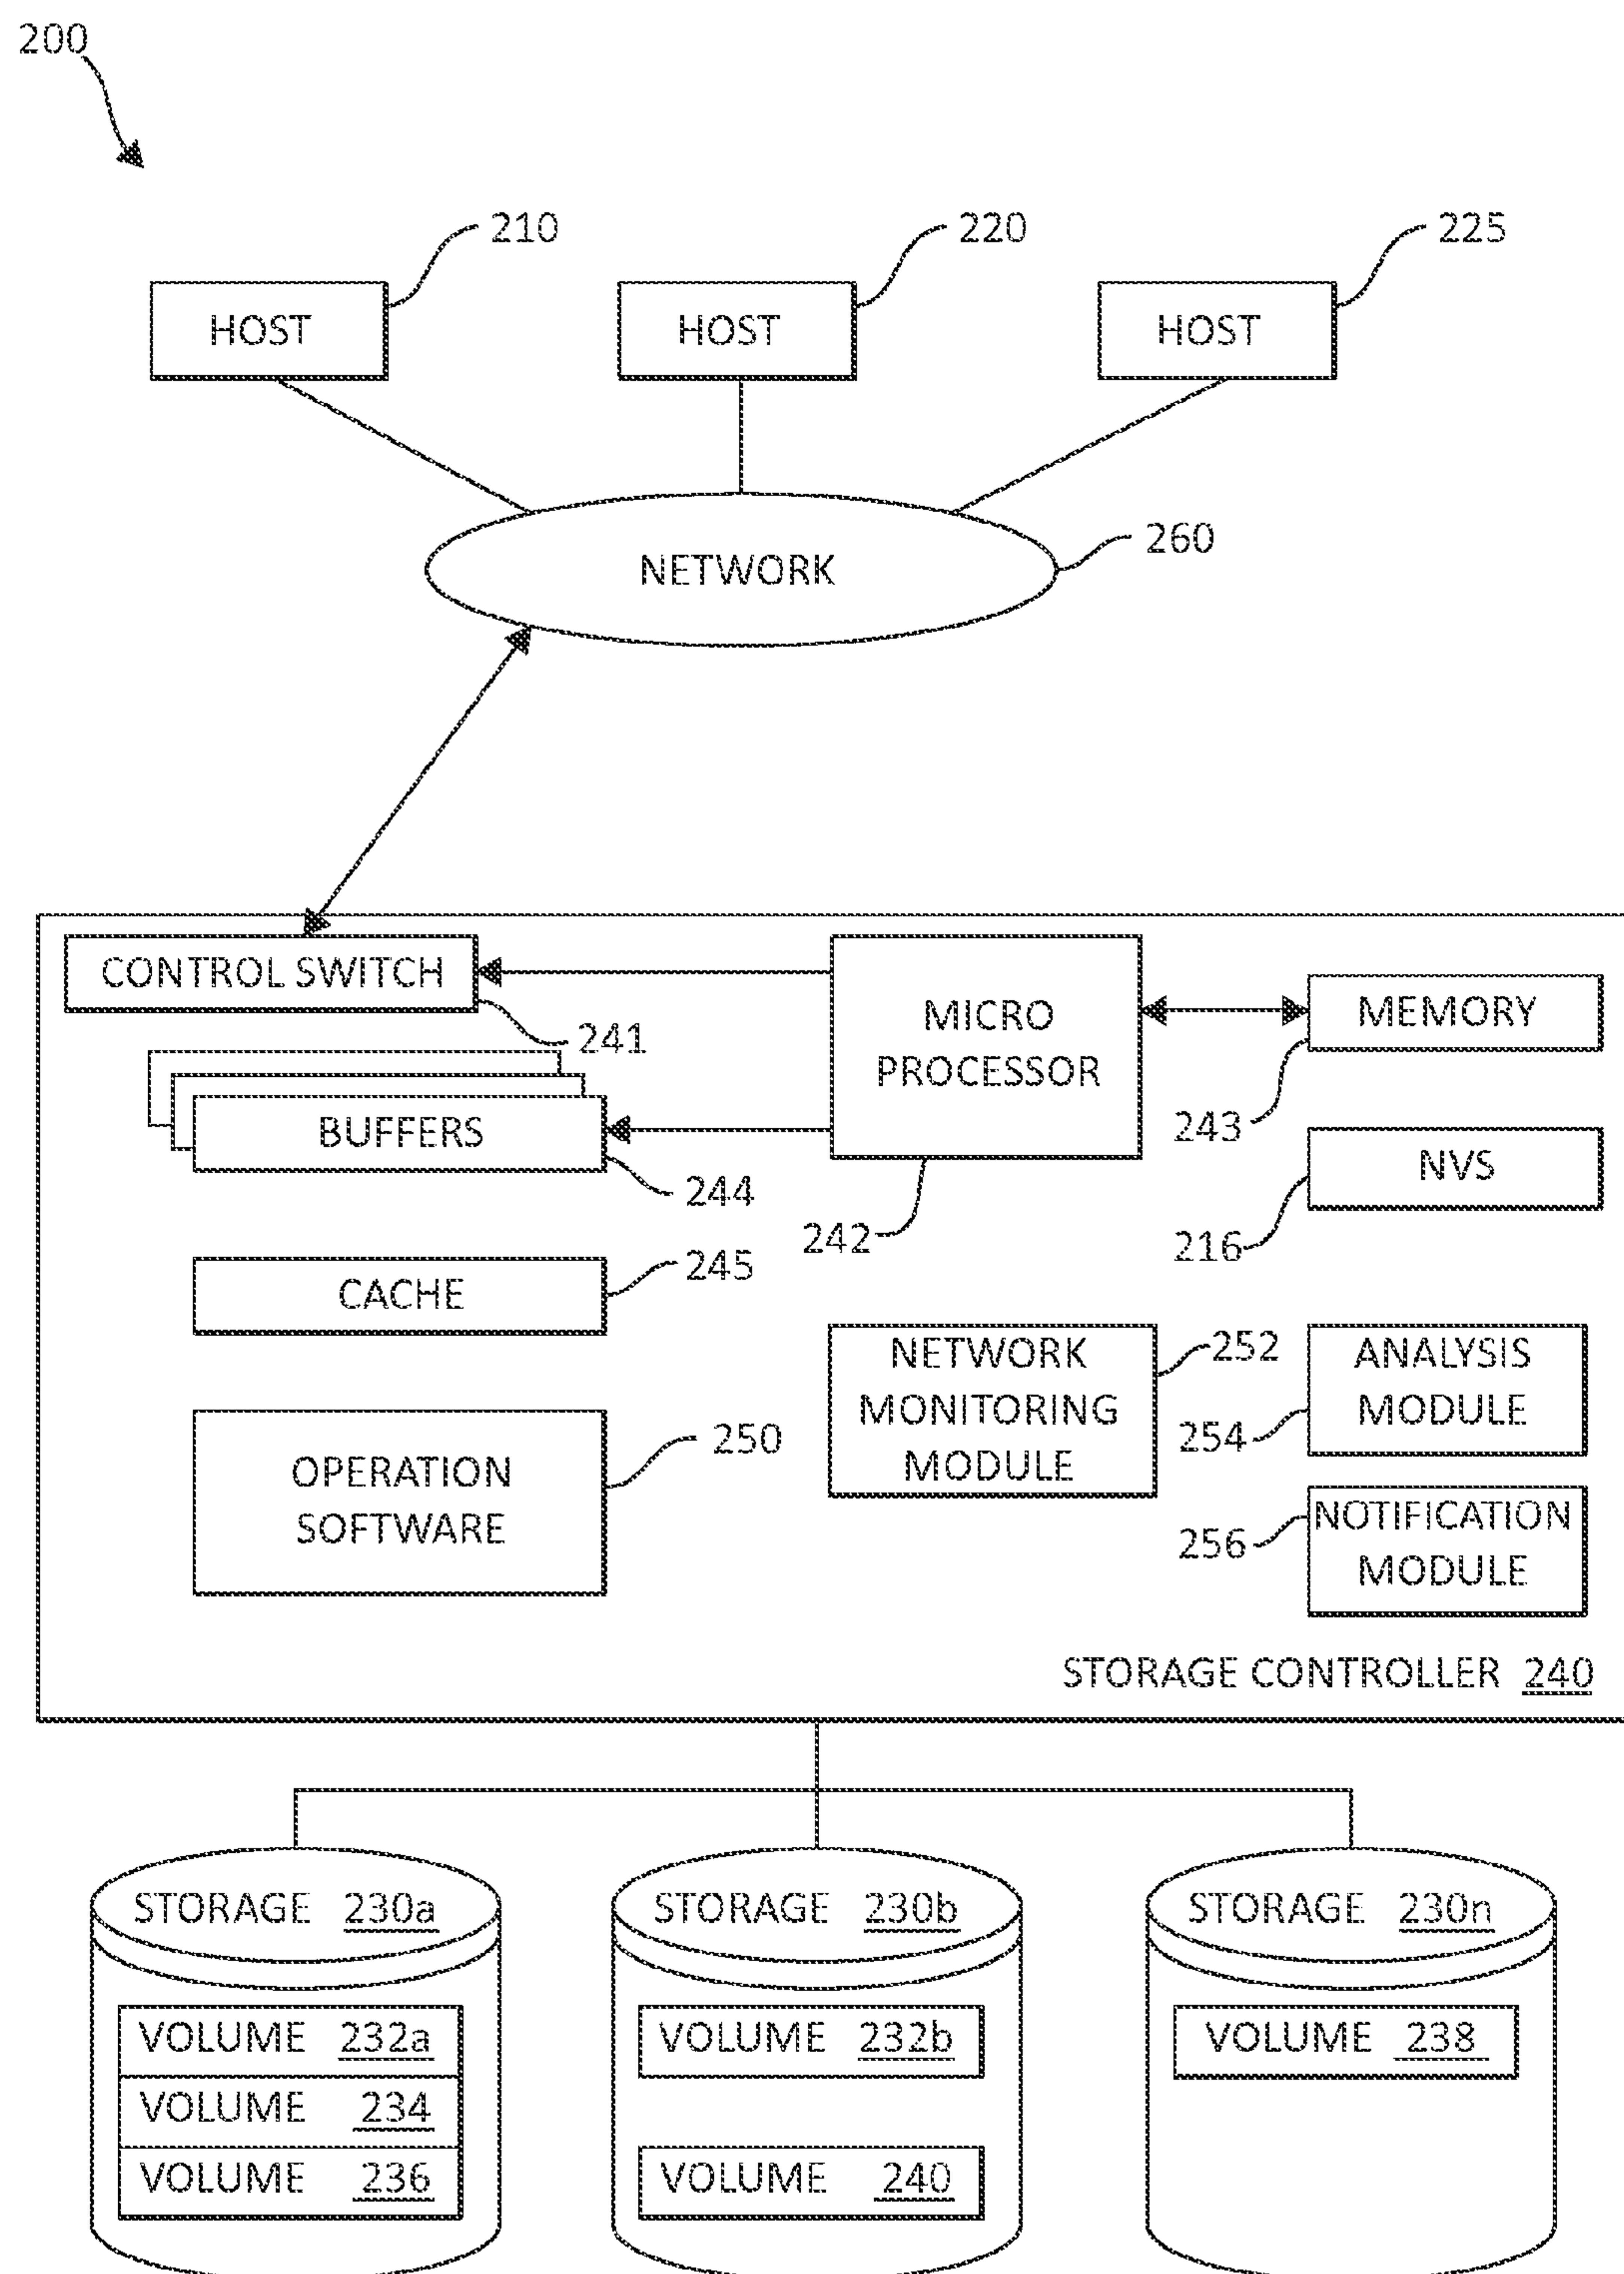 200
210
220
225
HOST
HOST
HOST
260
NETWORK
CONTROL SWITCH
241
MICRO
PROCESSOR
242
MEMORY
243
BUFFERS
244
NVS
216
CACHE
245
NETWORK
MONITORING
MODULE
252
ANALYSIS
MODULE
254
OPERATION
SOFTWARE
250
NOTIFICATION
MODULE
256
STORAGE CONTROLLER 240
STORAGE 230a
VOLUME 232a
VOLUME 234
VOLUME 236
STORAGE 230b
VOLUME 232b
VOLUME 240
STORAGE 230n
VOLUME 238